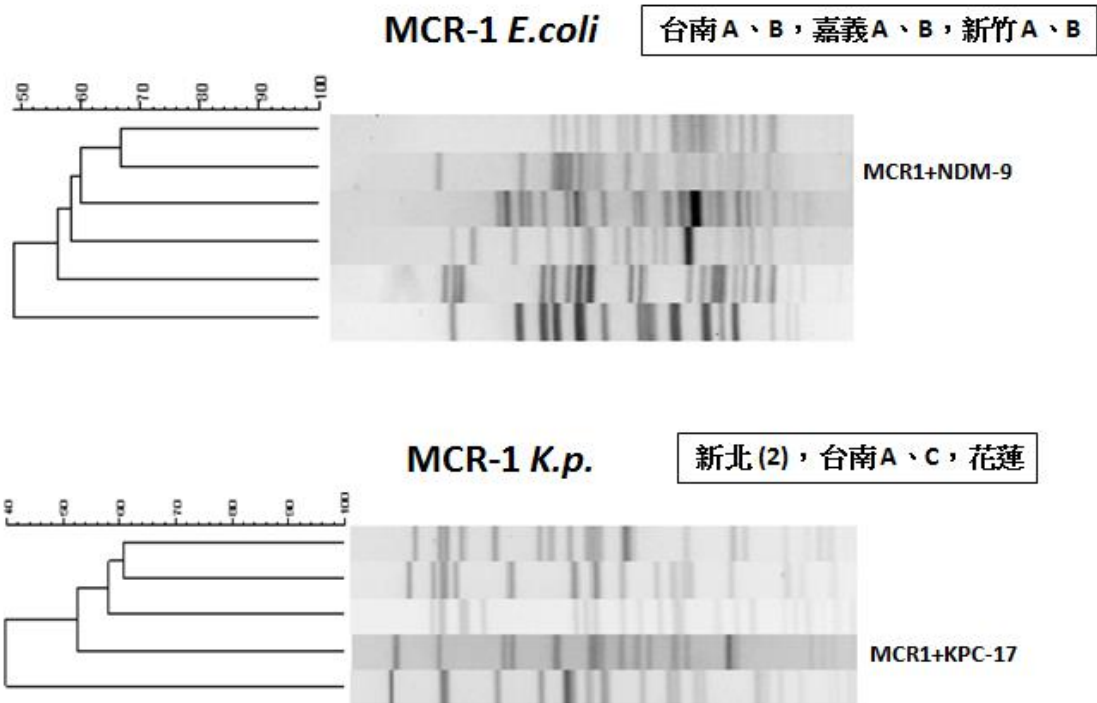 MCR-1 E.coli
台南A、B，嘉義A、B，新竹A、B
50 60 70 80 90 100
MCR1+NDM-9
MCR-1 K.p.
新北(2)，台南A、C，花蓮
40 50 60 70 80 90 100
MCR1+KPC-17